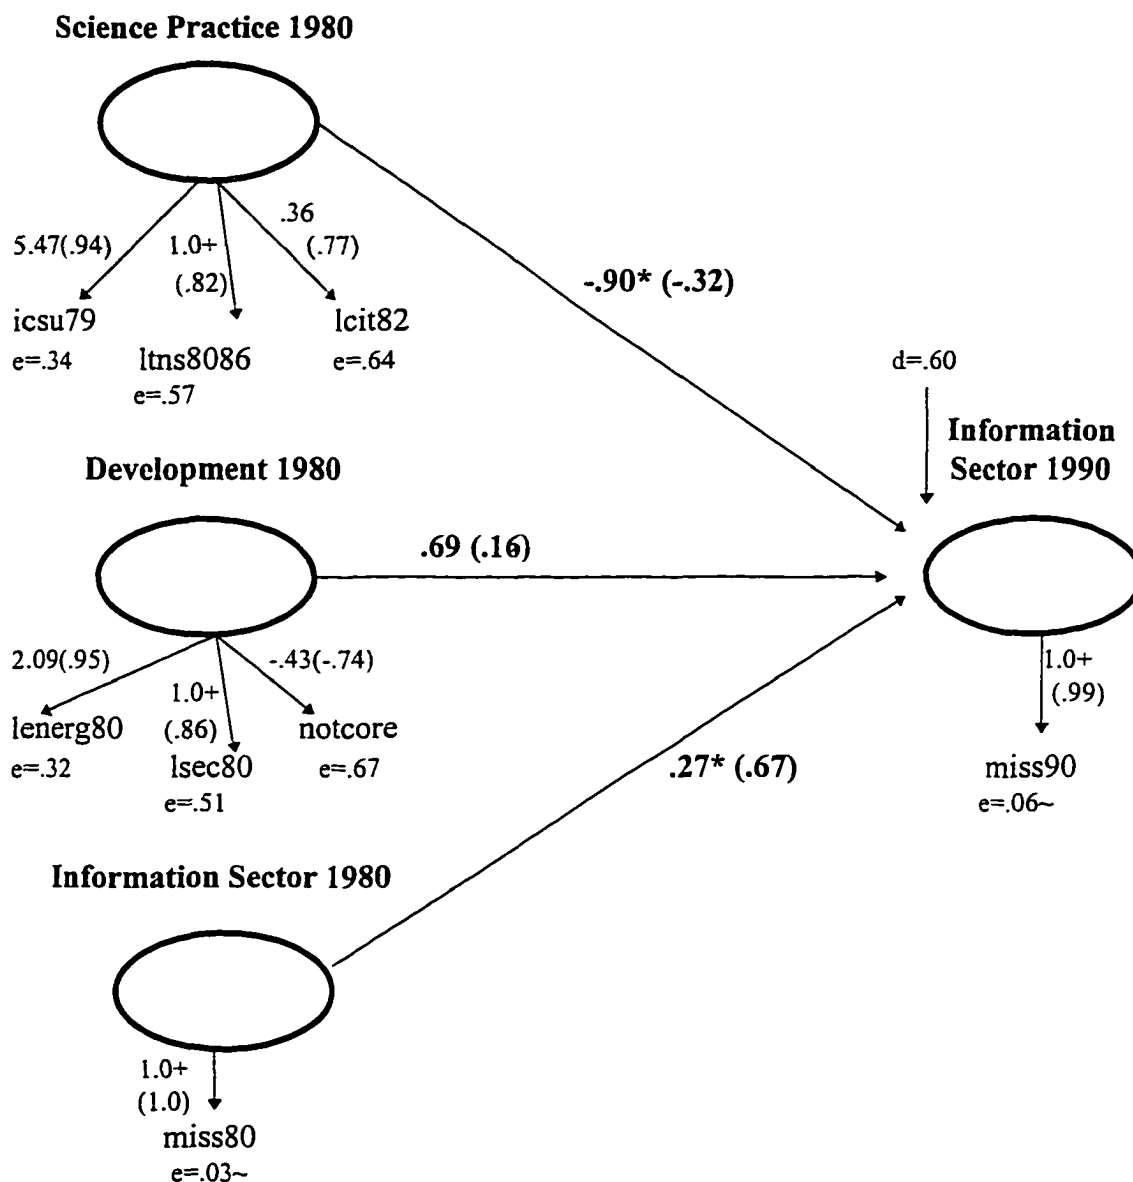 Science Practice 1980
5.47(.94)
1.0+
(.82)
.36
(.77)
icsu79
e=.34
ltns8086
e=.57
lcit82
e=.64
-.90* (-.32)
d=.60
Information
Sector 1990
Development 1980
.69 (.16)
2.09(.95)
1.0+
(.86)
-.43(-.74)
lenerg80
e=.32
lsec80
e=.51
notcore
e=.67
1.0+
(.99)
miss90
e=.06~
.27* (.67)
Information Sector 1980
1.0+
(1.0)
miss80
e=.03~